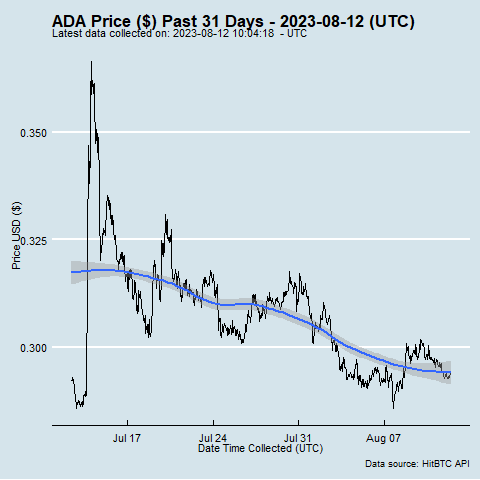 ADA Price ($) Past 31 Days - 2023-08-12 (UTC)
Latest data collected on: 2023-08-12 10:04:18 - UTC
0.350
0.325
0.300
Price USD ($)
Jul 17 Jul 24 Jul 31 Aug 07
Date Time Collected (UTC)
Data source: HitBTC API